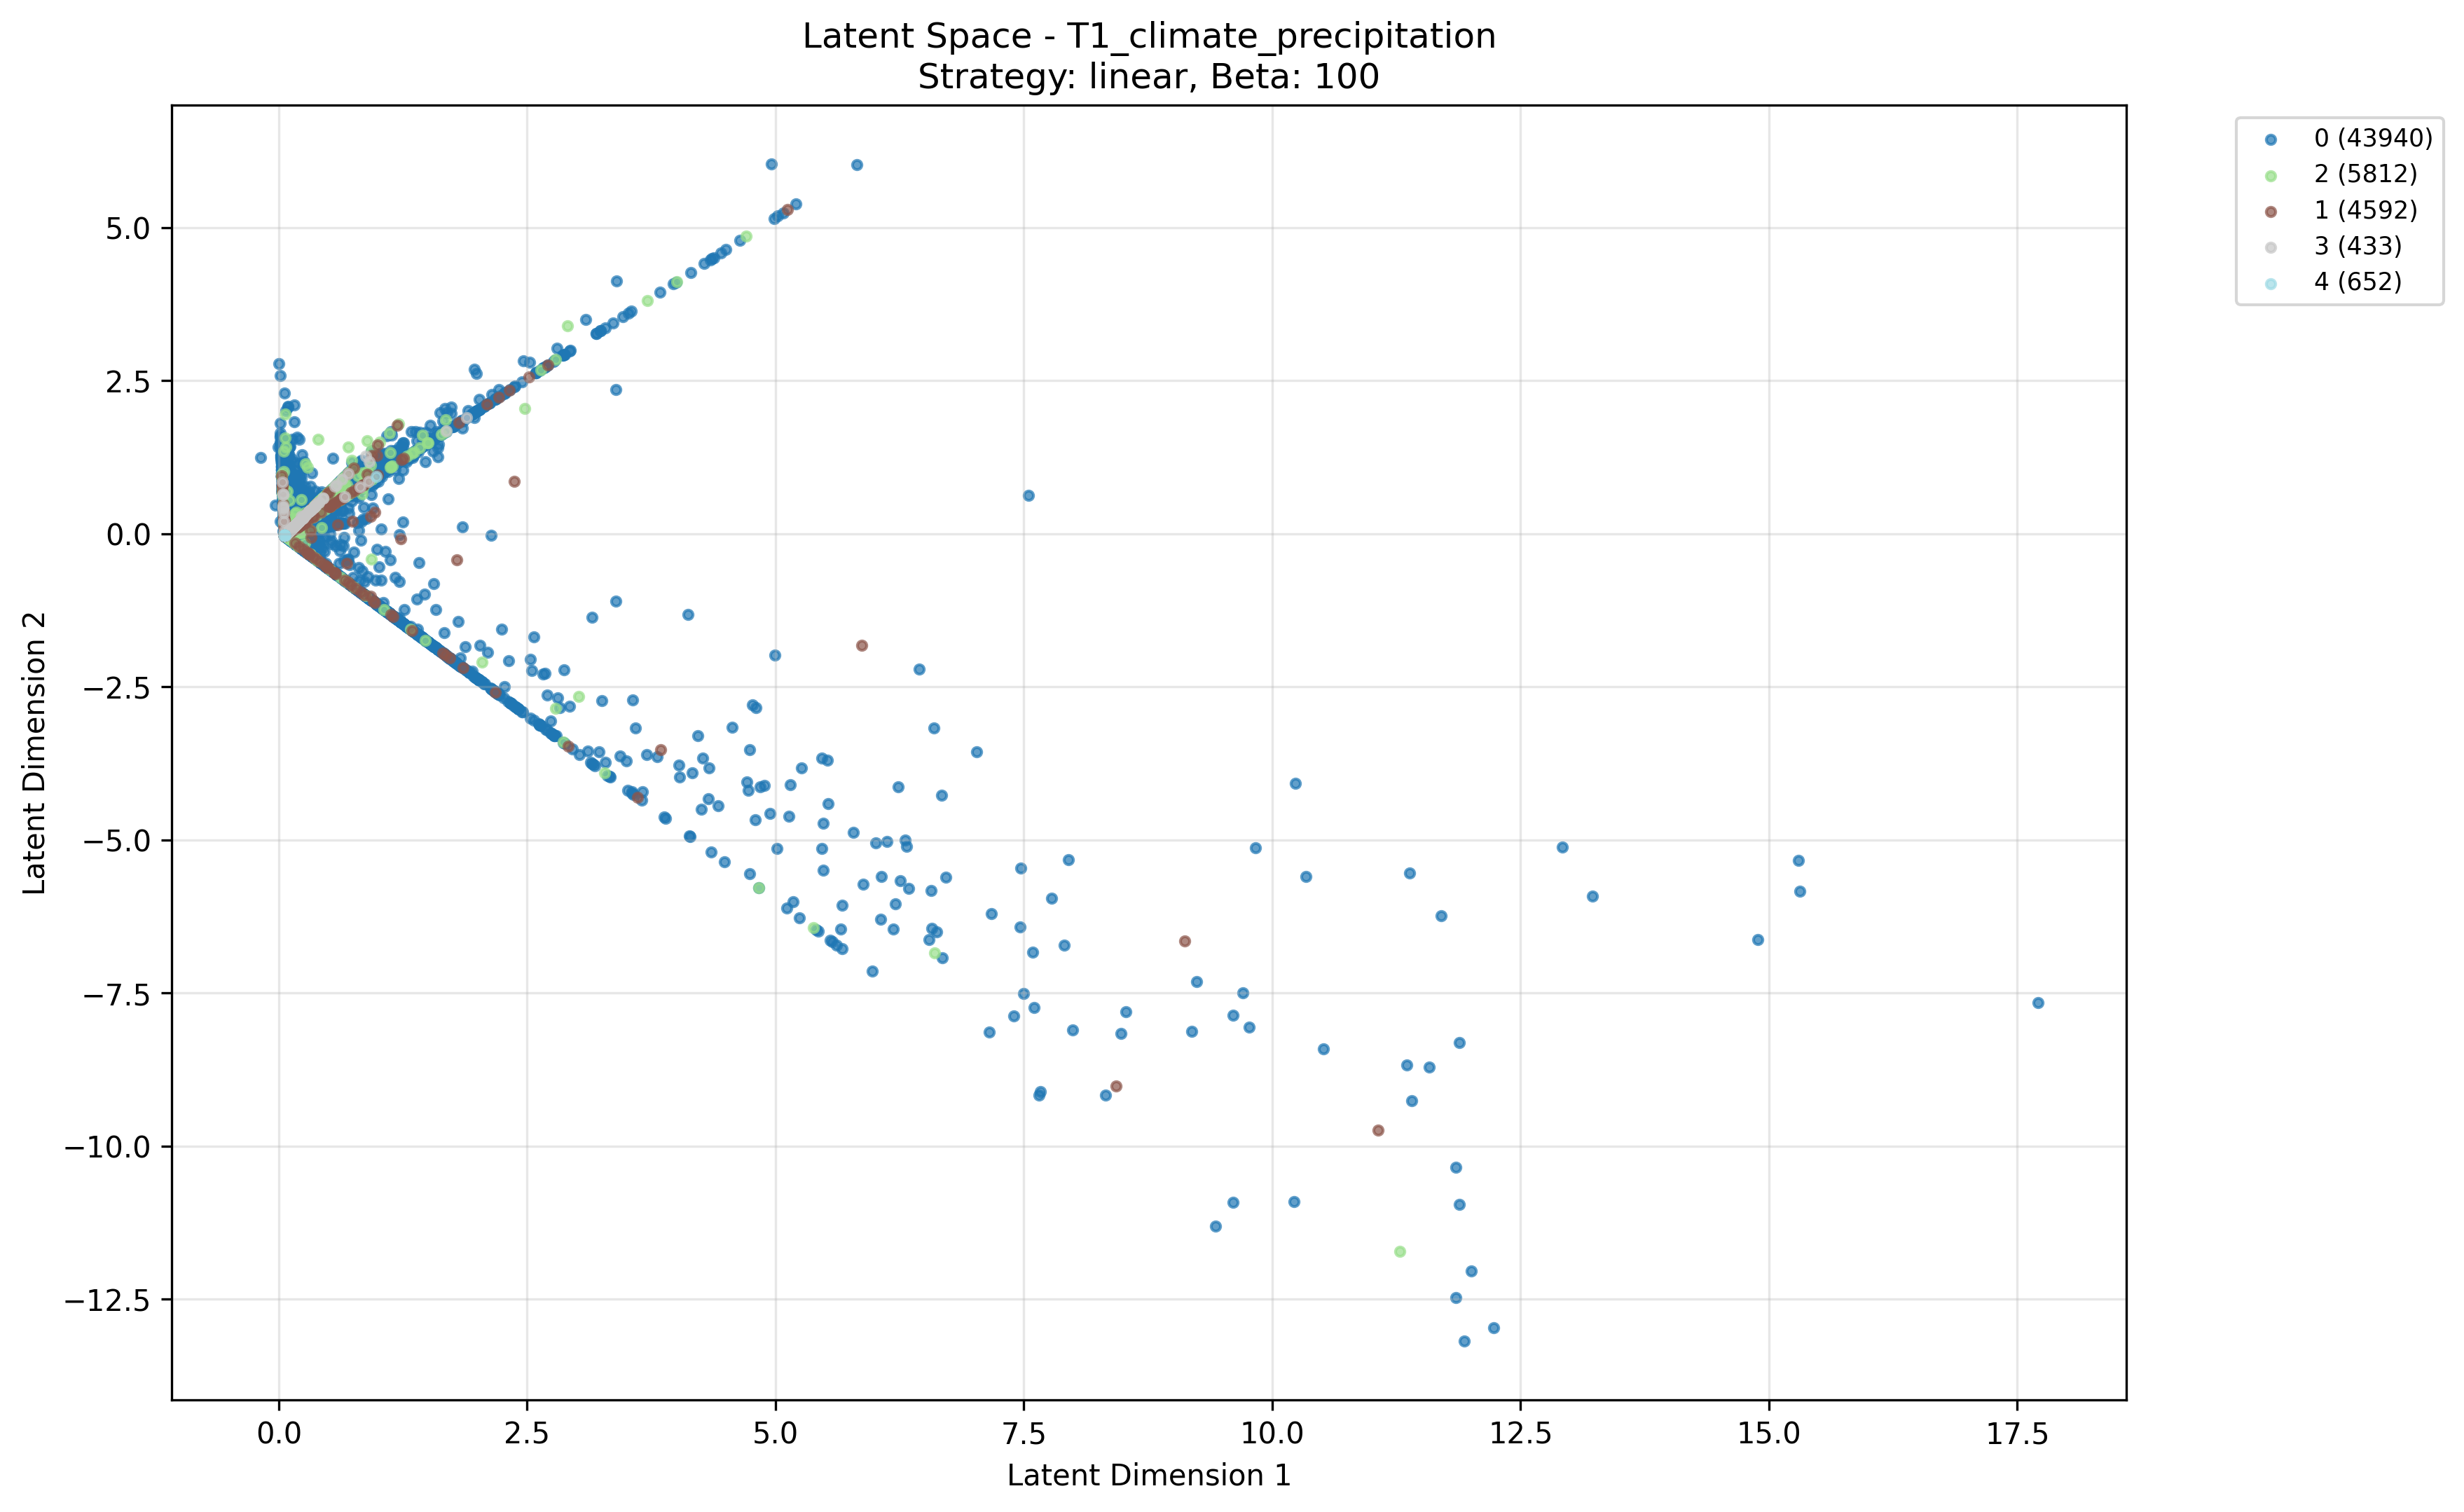 Latent Space - T1_climate_precipitation
Strategy: linear, Beta: 100
0 (43940)
2 (5812)
1 (4592)
3 (433)
4 (652)
5.0
2.5
0.0
−2.5
−5.0
−7.5
−10.0
−12.5
Latent Dimension 2
0.0 2.5 5.0 7.5 10.0 12.5 15.0 17.5
Latent Dimension 1